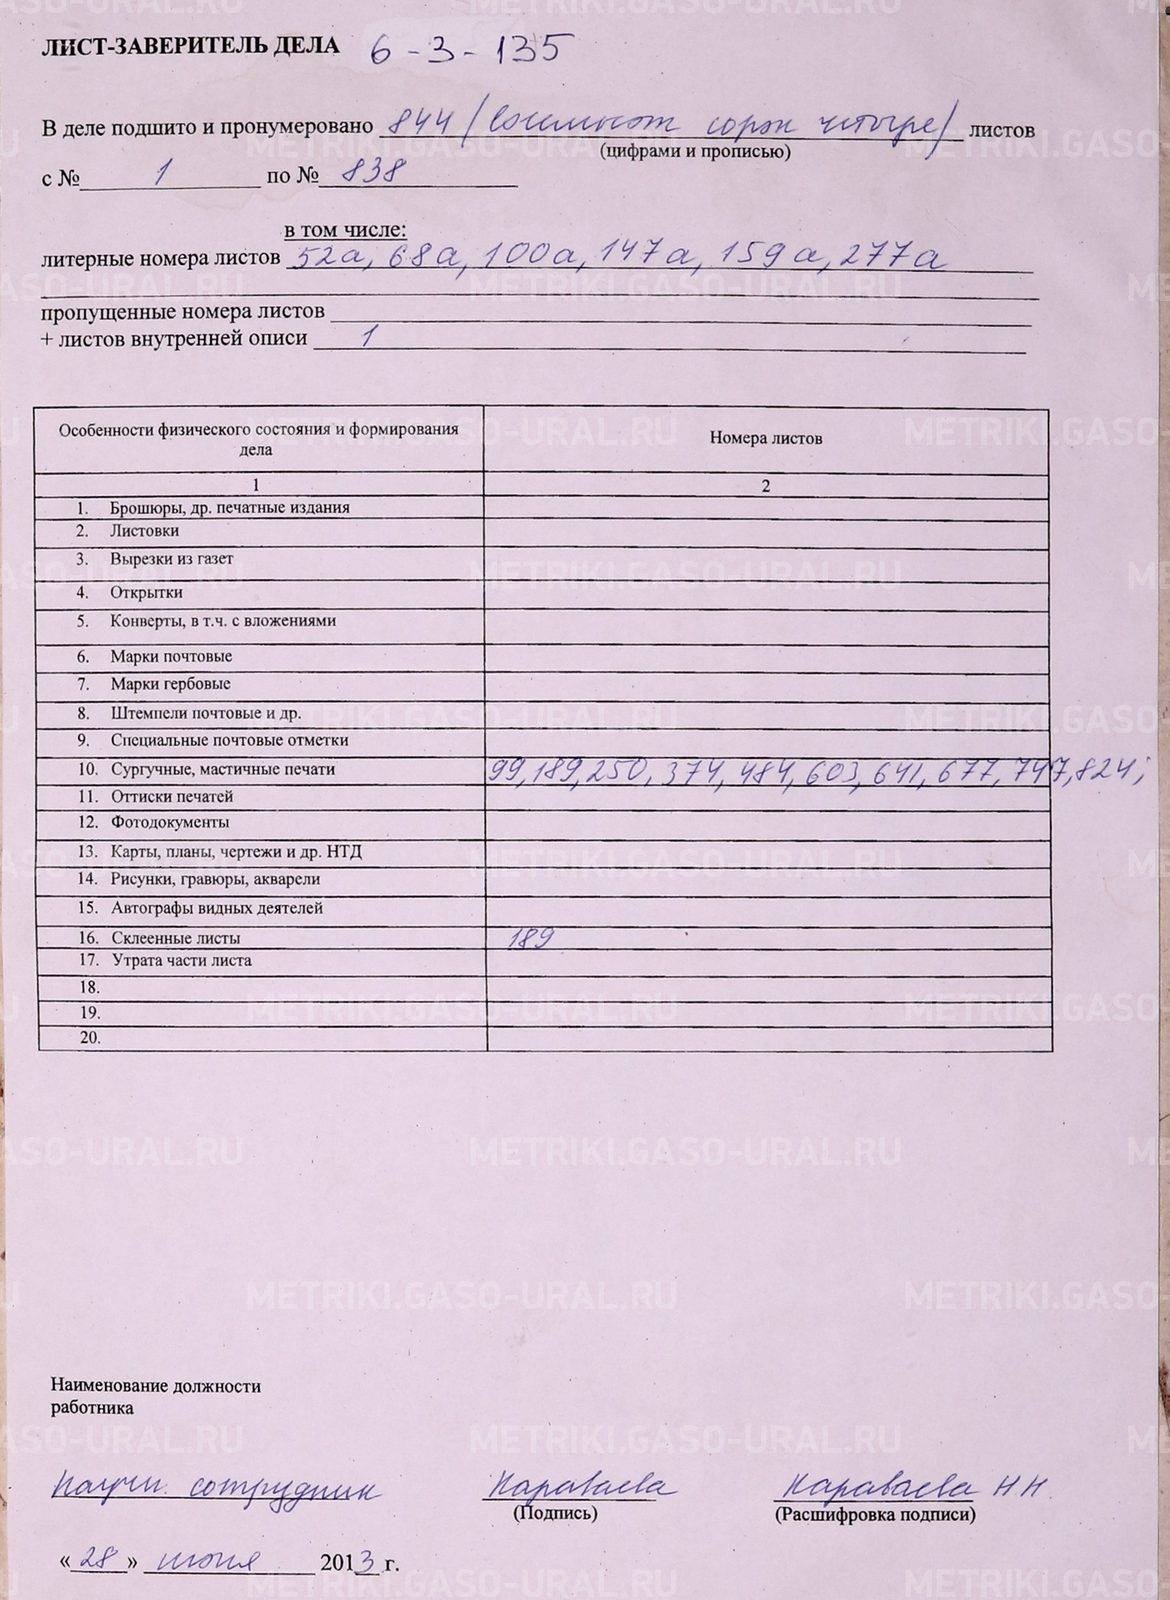 ЛИСТ-ЗАВЕРИТЕЛЬ ДЕЛА 6-3-135
В деле подшито и пронумеровано 844 (восемьсот сорок четыре) листов
(цифрами и прописью)
с № 1 по № 838
в том числе:
литерные номера листов 52а, 68а, 100а, 147а, 159а, 277а
пропущенные номера листов
+ листов внутренней описи 1
Особенности физического состояния и формирования дела Номера листов
1 2
1. Брошюры, др. печатные издания
2. Листовки
3. Вырезки из газет
4. Открытки
5. Конверты, в т.ч. с вложениями
6. Марки почтовые
7. Марки гербовые
8. Штемпели почтовые и др.
9. Специальные почтовые отметки
10. Сургучные, мастичные печати 99, 189, 250, 374, 484, 603, 641, 677, 747, 824;
11. Оттиски печатей
12. Фотодокументы
13. Карты, планы, чертежи и др. НТД
14. Рисунки, гравюры, акварели
15. Автографы видных деятелей
16. Склеенные листы 189
17. Утрата части листа
18.
19.
20.
Наименование должности
работника
научн. сотрудник Караваева Караваева Н Н.
(Подпись) (Расшифровка подписи)
«28» июня 2013 г.
METRIKI.GASO-URAL.RU